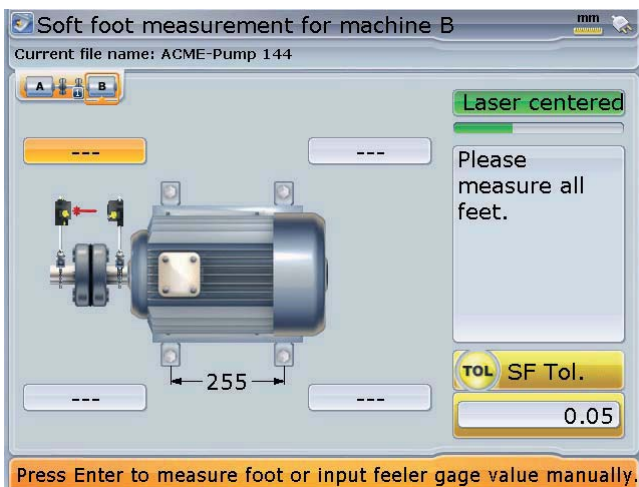 Soft foot measurement for machine B
mm
Current file name: ACME-Pump 144
A
B
Laser centered
---
---
Please
measure all
feet.
255
---
---
TOL SF Tol.
0.05
Press Enter to measure foot or input feeler gage value manually.